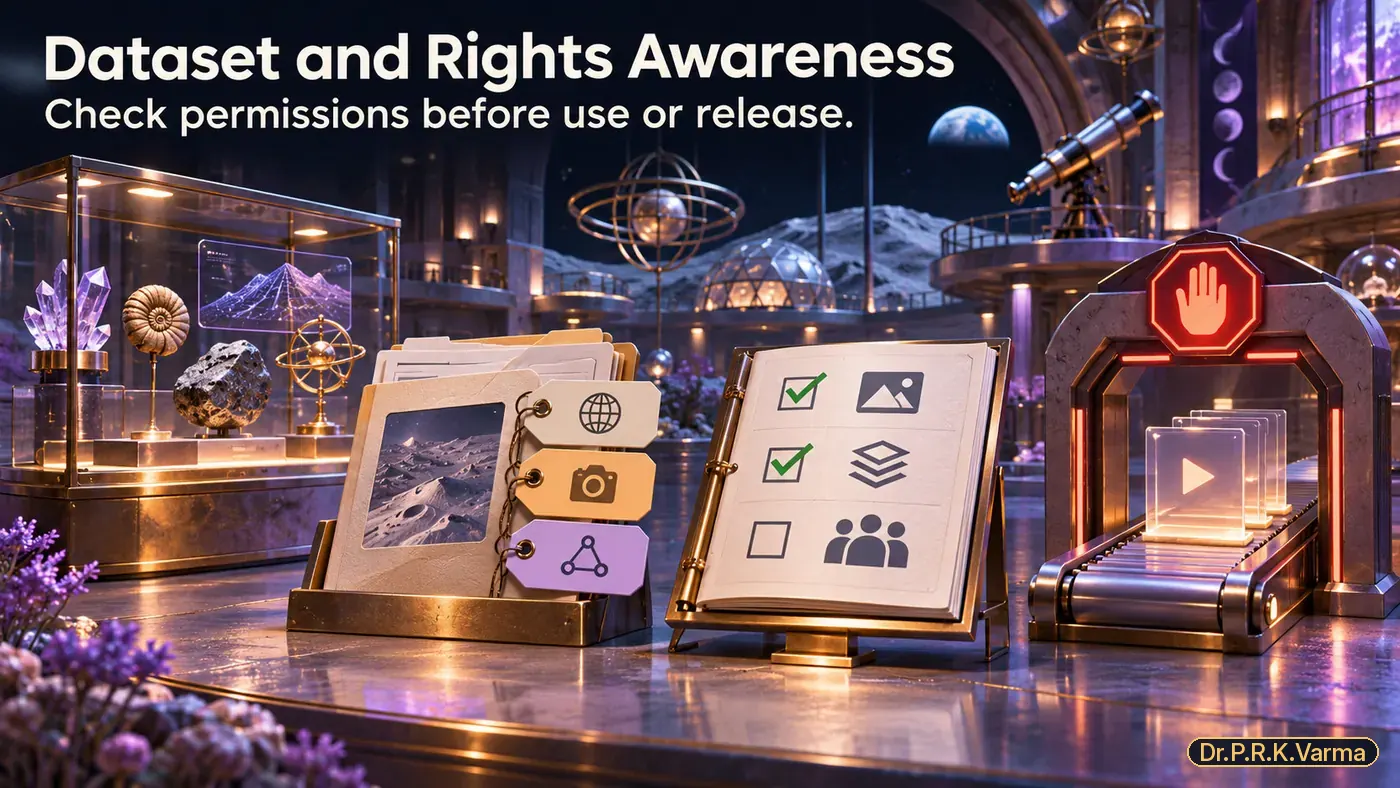 Dataset and Rights Awareness
Check permissions before use or release.
Dr.P.R.K.Varma